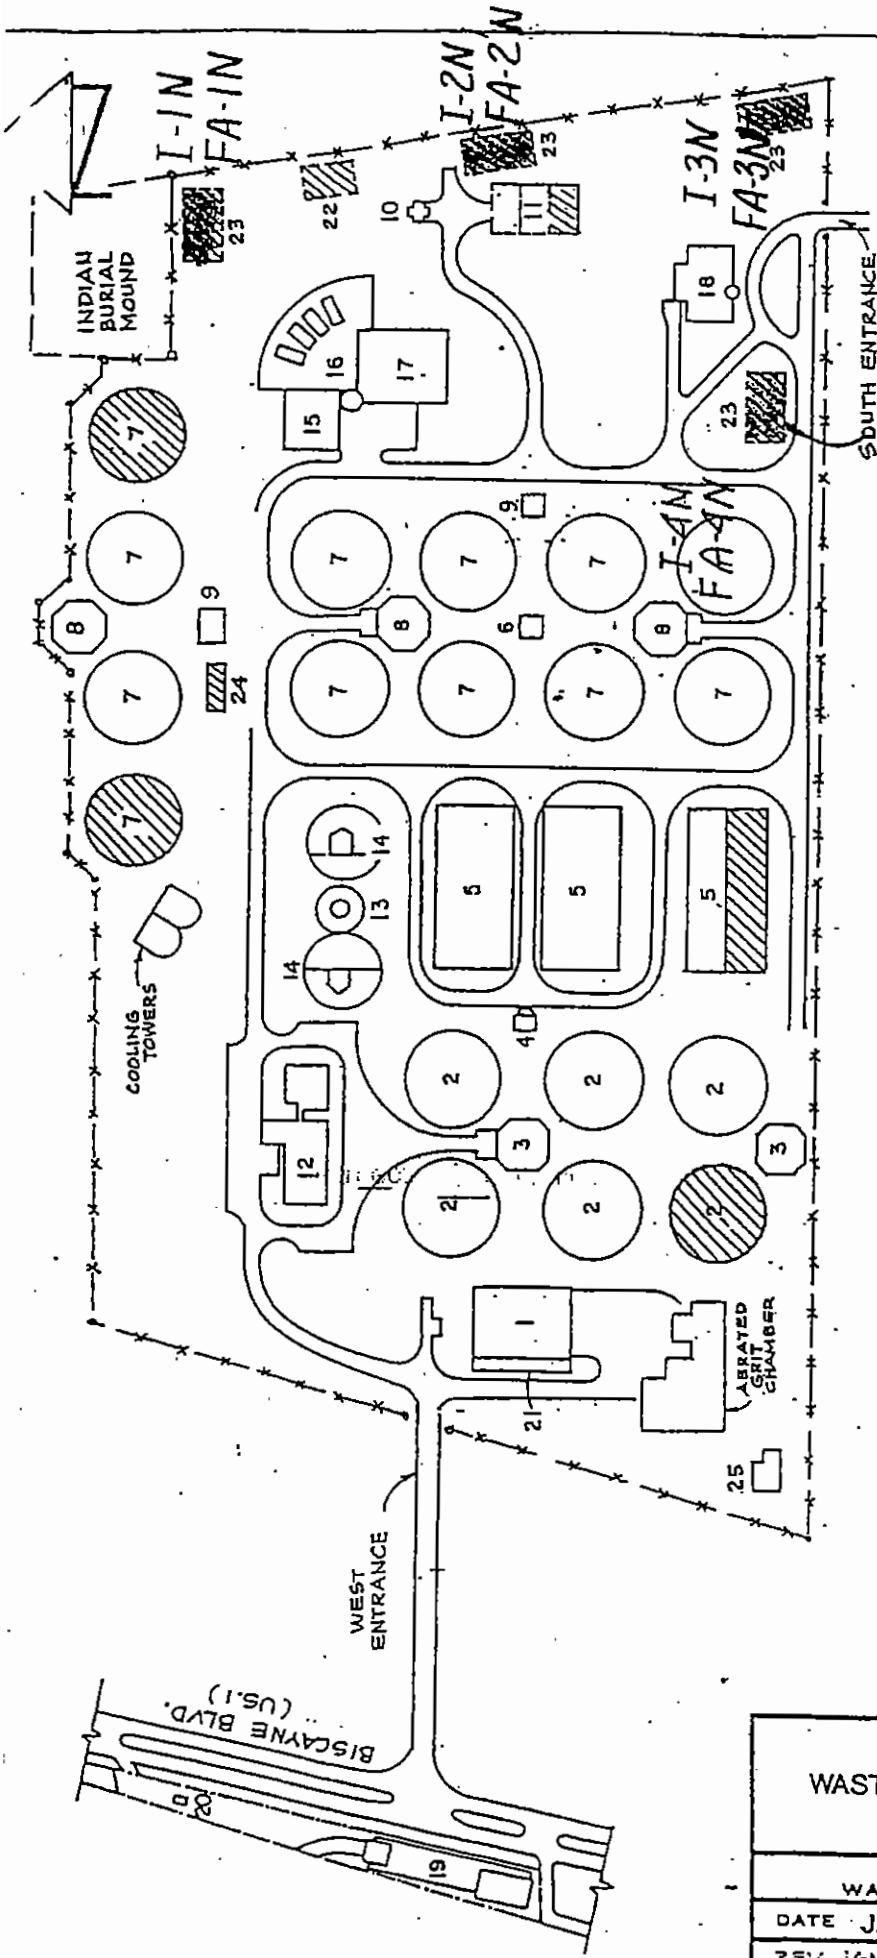 I-1N
FA-1N
I-2N
FA-2N
I-3N
FA-3N
I-4N
FA-4N
INDIAN
BURIAL
MOUND
23
22
23
23
10
11
18
16
17
15
23
SOUTH ENTRANCE
7
7
7
7
8
9
24
9
6
7
7
7
7
7
7
7
8
8
COOLING
TOWERS
14
13
14
5
5
5
4
12
2
2
2
2
2
2
3
3
1
21
AERATED
GRIT
CHAMBER
25
WEST
ENTRANCE
BISCAYNE BLVD.
(US.1)
20
19
WAST
WA
DATE J
REV